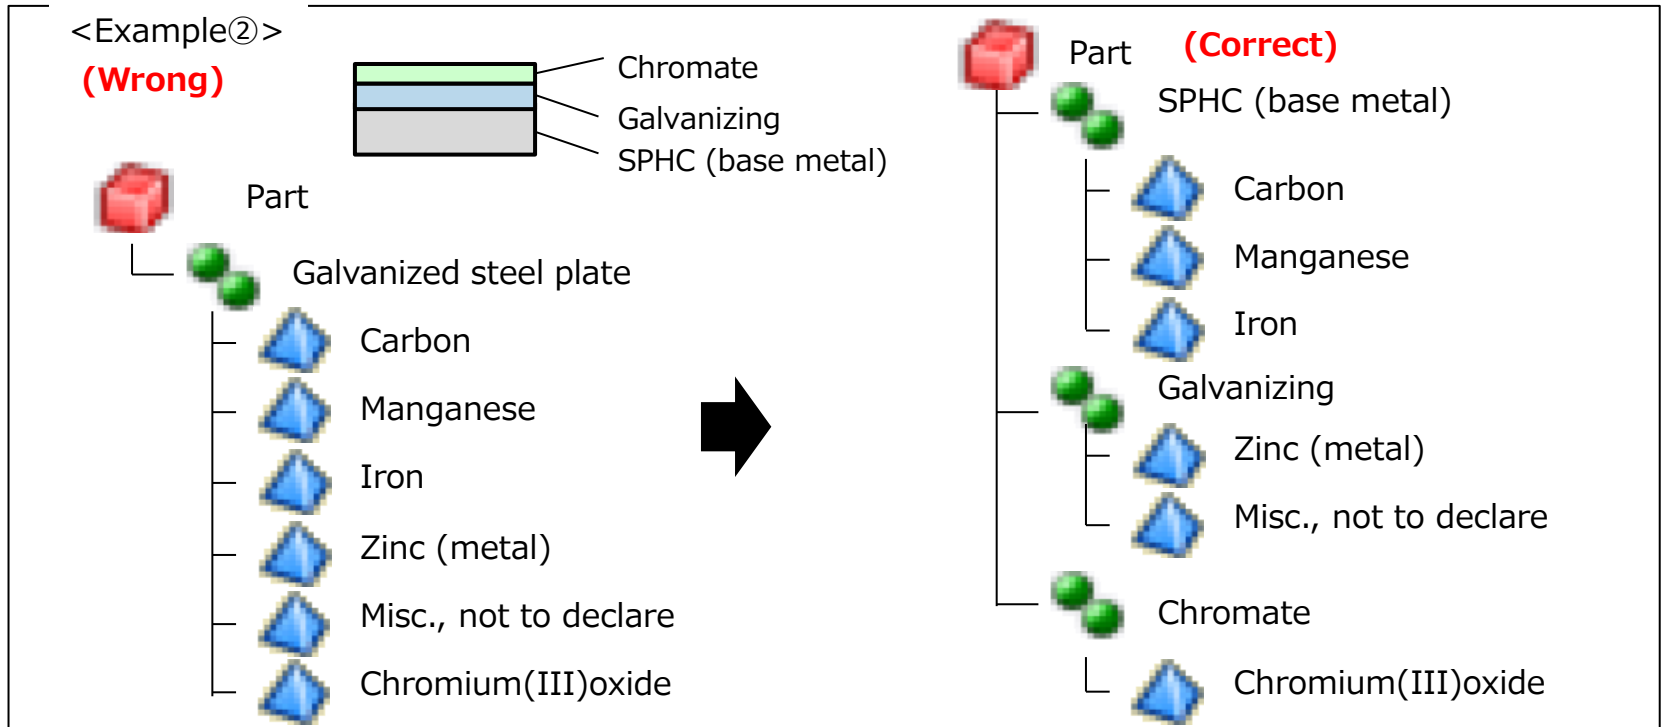 <Example②>
(Wrong)
Chromate
Galvanizing
SPHC (base metal)
Part
Galvanized steel plate
Carbon
Manganese
Iron
Zinc (metal)
Misc., not to declare
Chromium(III)oxide
Part (Correct)
SPHC (base metal)
Carbon
Manganese
Iron
Galvanizing
Zinc (metal)
Misc., not to declare
Chromate
Chromium(III)oxide